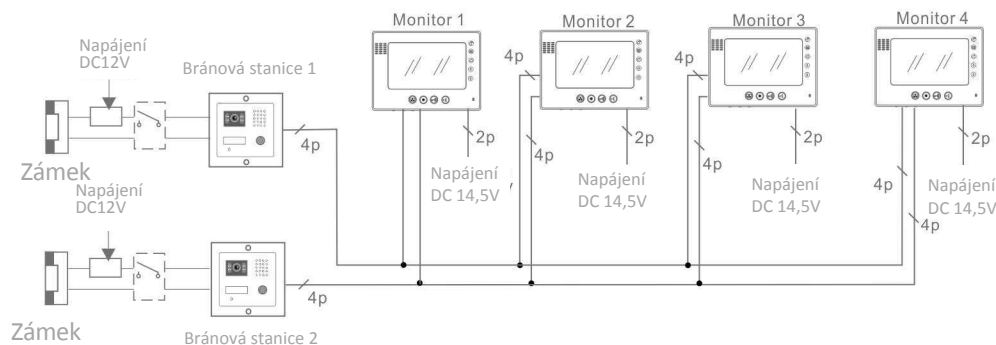 Monitor 1
Monitor 2
Monitor 3
Monitor 4
Napájení
DC12V
Bránová stanice 1
4p
4p
4p
2p
2p
2p
2p
4p
4p
4p
4p
Zámek
Napájení
DC 14,5V
Napájení
DC 14,5V
Napájení
DC 14,5V
Napájení
DC 14,5V
Napájení
DC12V
4p
Zámek
Bránová stanice 2